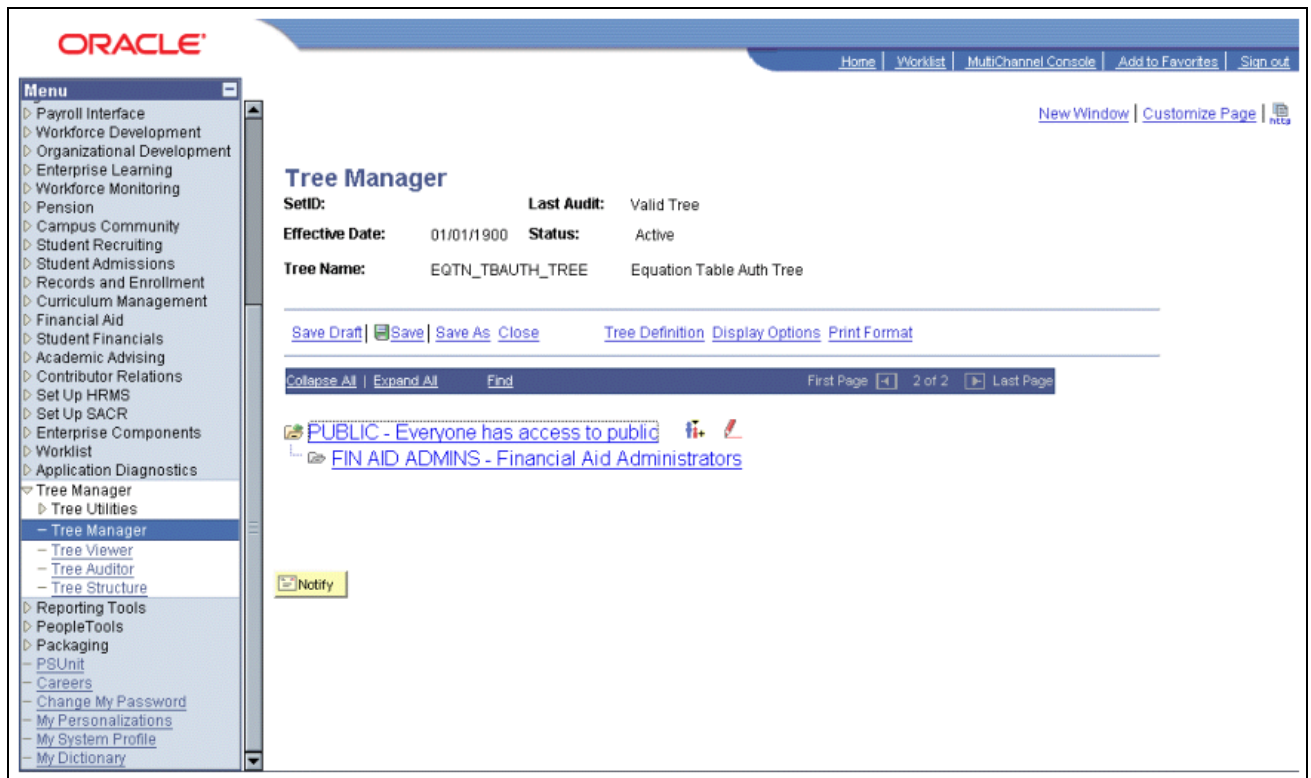 ORACLE'
Home | Worklist | MultiChannel Console | Add to Favorites | Sign out
Menu
Payroll Interface
Workforce Development
Organizational Development
Enterprise Learning
Workforce Monitoring
Pension
Campus Community
Student Recruiting
Student Admissions
Records and Enrollment
Curriculum Management
Financial Aid
Student Financials
Academic Advising
Contributor Relations
Set Up HRMS
Set Up SACR
Enterprise Components
Worklist
Application Diagnostics
Tree Manager
Tree Utilities
– Tree Manager
– Tree Viewer
– Tree Auditor
– Tree Structure
Reporting Tools
PeopleTools
Packaging
– PSUnit
– Careers
– Change My Password
– My Personalizations
– My System Profile
– My Dictionary
New Window | Customize Page | http
Tree Manager
SetID: Last Audit: Valid Tree
Effective Date: 01/01/1900 Status: Active
Tree Name: EQTN_TBAUTH_TREE Equation Table Auth Tree
Save Draft | Save | Save As Close Tree Definition Display Options Print Format
Collapse All | Expand All Find First Page 2 of 2 Last Page
PUBLIC - Everyone has access to public
FIN AID ADMINS - Financial Aid Administrators
Notify